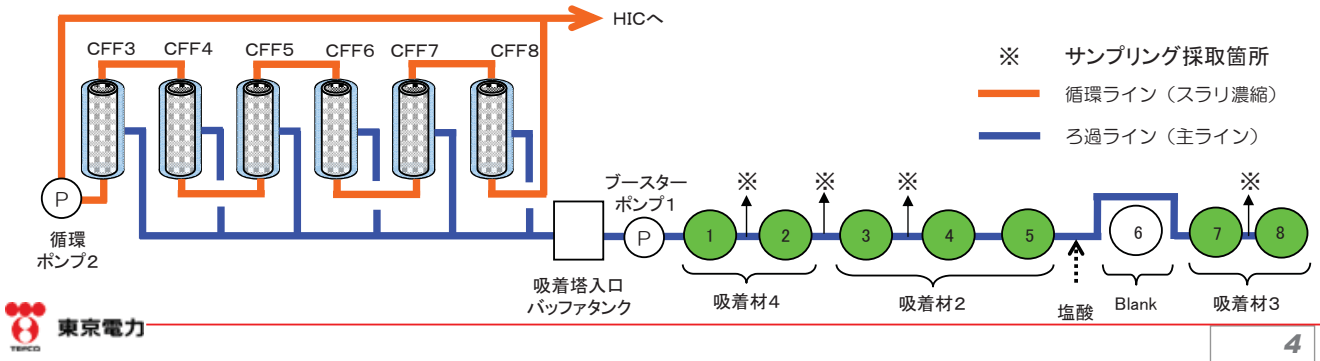 HICへ
CFF3
CFF4
CFF5
CFF6
CFF7
CFF8
※ サンプリング採取箇所
循環ライン（スラリ濃縮）
ろ過ライン（主ライン）
P
循環
ポンプ2
ブースター
ポンプ1
P
吸着塔入口
バッファタンク
※
※
※
※
1
2
3
4
5
6
7
8
吸着材4
吸着材2
塩酸
Blank
吸着材3
TEPCO
東京電力
4